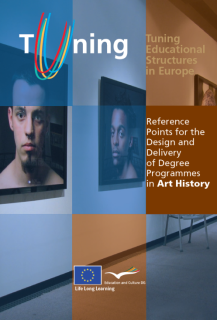 Tuning
Tuning
Educational
Structures
in Europe
Reference
Points for the
Design and
Delivery
of Degree
Programmes
in Art History
Education and Culture DG
Life Long Learning